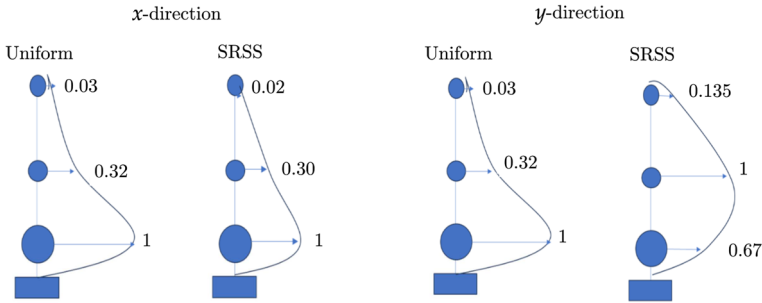 x-direction
y-direction
Uniform
SRSS
Uniform
SRSS
0.03
0.02
0.03
0.135
0.32
0.30
0.32
1
1
1
1
0.67